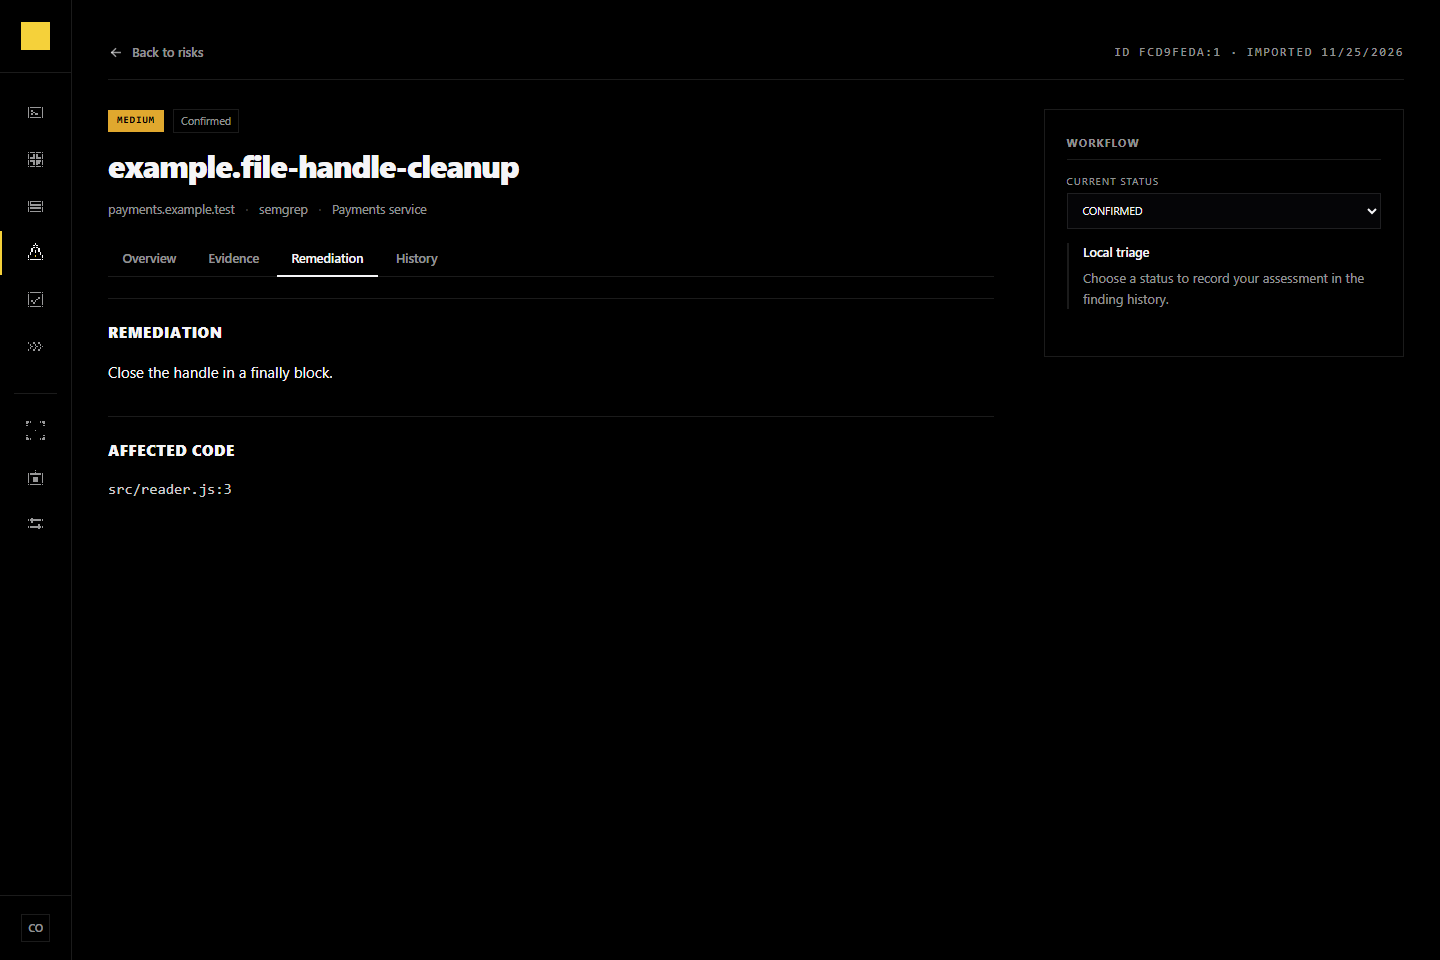 Back to risks
ID FCD9FEDA:1 · IMPORTED 11/25/2026
MEDIUM
Confirmed
example.file-handle-cleanup
payments.example.test · semgrep · Payments service
Overview
Evidence
Remediation
History
REMEDIATION
Close the handle in a finally block.
AFFECTED CODE
src/reader.js:3
WORKFLOW
CURRENT STATUS
CONFIRMED
Local triage
Choose a status to record your assessment in the
finding history.
CO